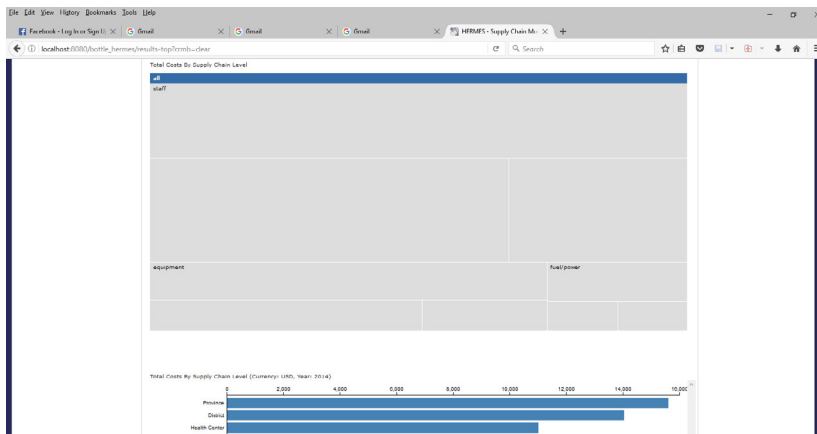 File Edit View History Bookmarks Tools Help
Facebook - Log In or Sign U
Gmail
Gmail
Gmail
HERMES - Supply Chain Mo
localhost:8080/bottle_hermes/results-top?crmb=clear
Search
Total Costs By Supply Chain Level
all
staff
equipment
fuel/power
Total Costs By Supply Chain Level (Currency: USD, Year: 2014)
0 2,000 4,000 6,000 8,000 10,000 12,000 14,000 16,000
Province
District
Health Center